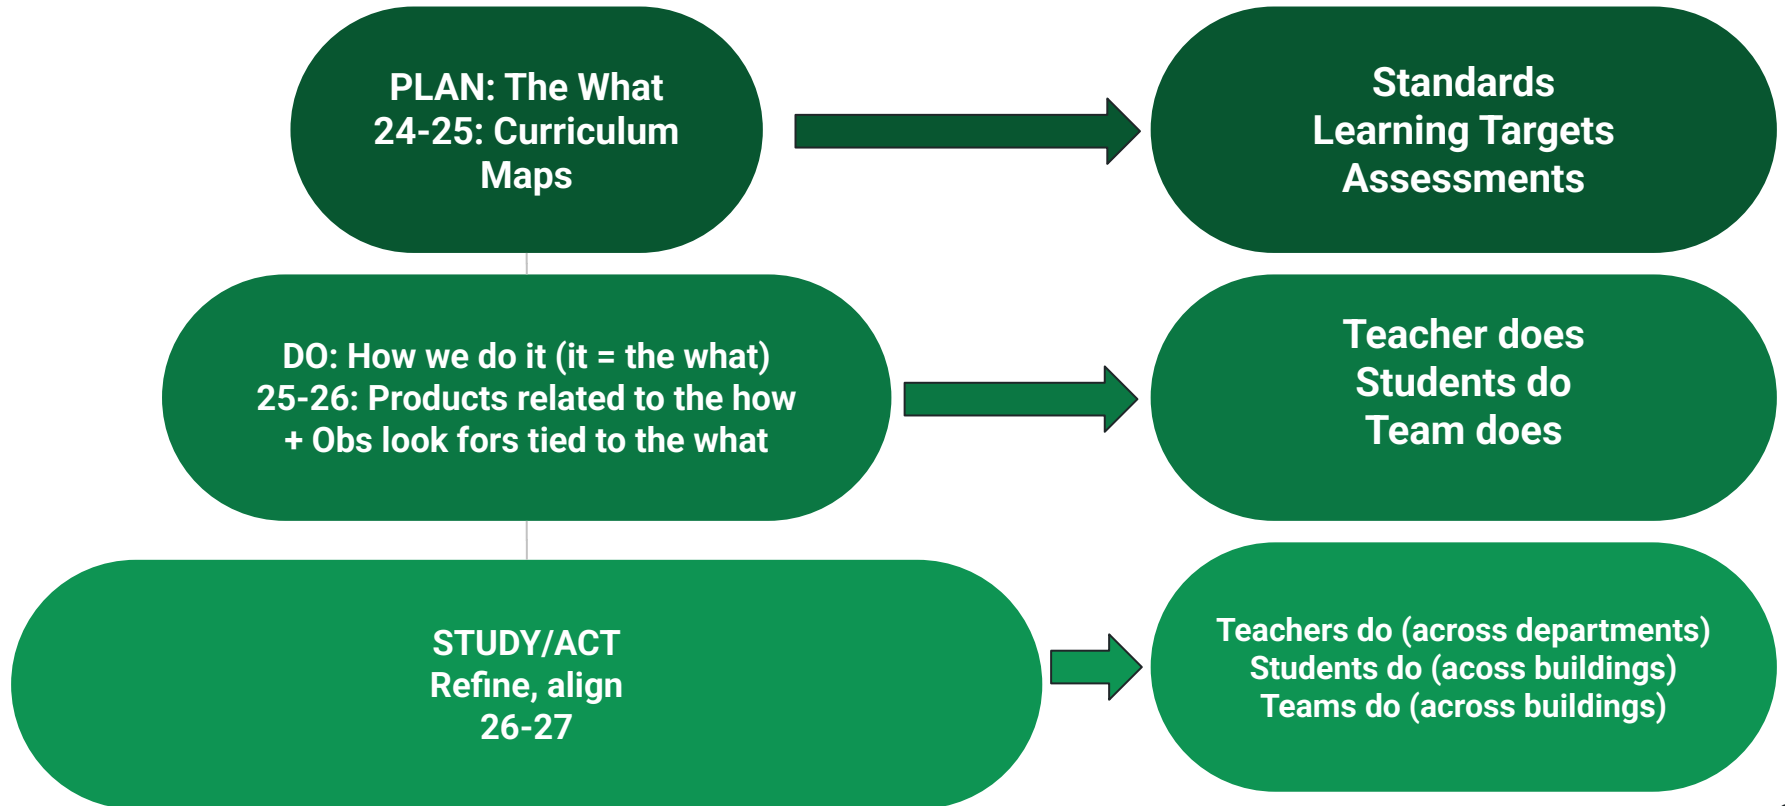 PLAN: The What
24-25: Curriculum
Maps
Standards
Learning Targets
Assessments
DO: How we do it (it = the what)
25-26: Products related to the how
+ Obs look fors tied to the what
Teacher does
Students do
Team does
STUDY/ACT
Refine, align
26-27
Teachers do (across departments)
Students do (acoss buildings)
Teams do (across buildings)